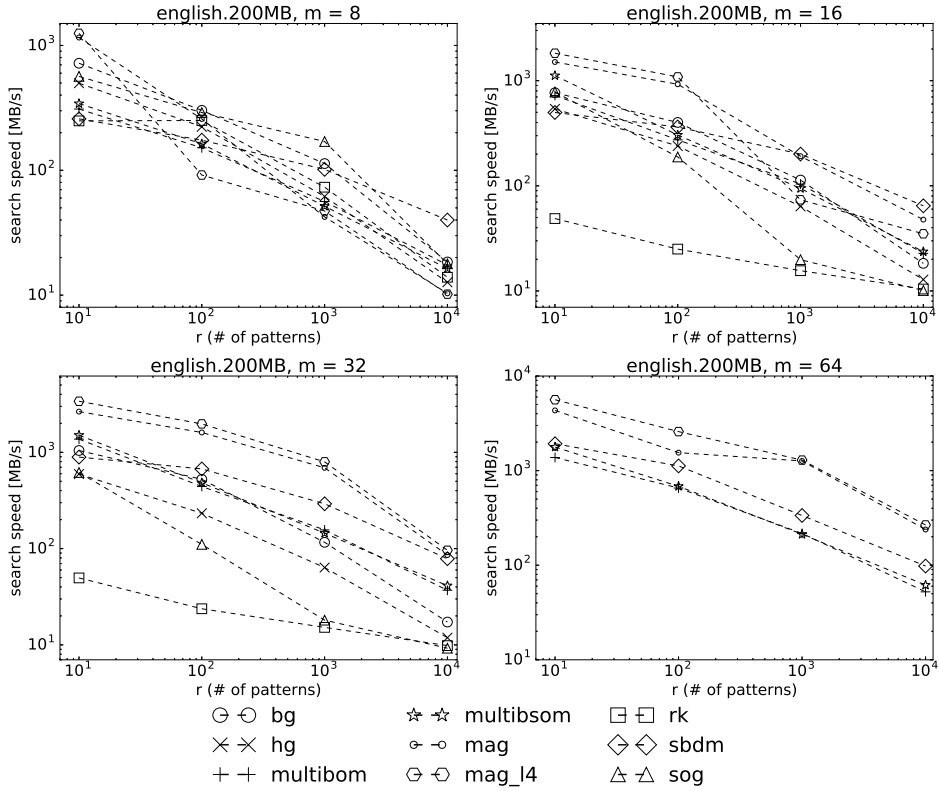 english.200MB, m = 8
search speed [MB/s]
10^3
10^2
10^1
10^1 10^2 10^3 10^4
r (# of patterns)
english.200MB, m = 16
search speed [MB/s]
10^3
10^2
10^1
10^1 10^2 10^3 10^4
r (# of patterns)
english.200MB, m = 32
search speed [MB/s]
10^3
10^2
10^1
10^1 10^2 10^3 10^4
r (# of patterns)
english.200MB, m = 64
search speed [MB/s]
10^4
10^3
10^2
10^1
10^1 10^2 10^3 10^4
r (# of patterns)
bg multibsom rk
hg mag sbdm
multibom mag_l4 sog